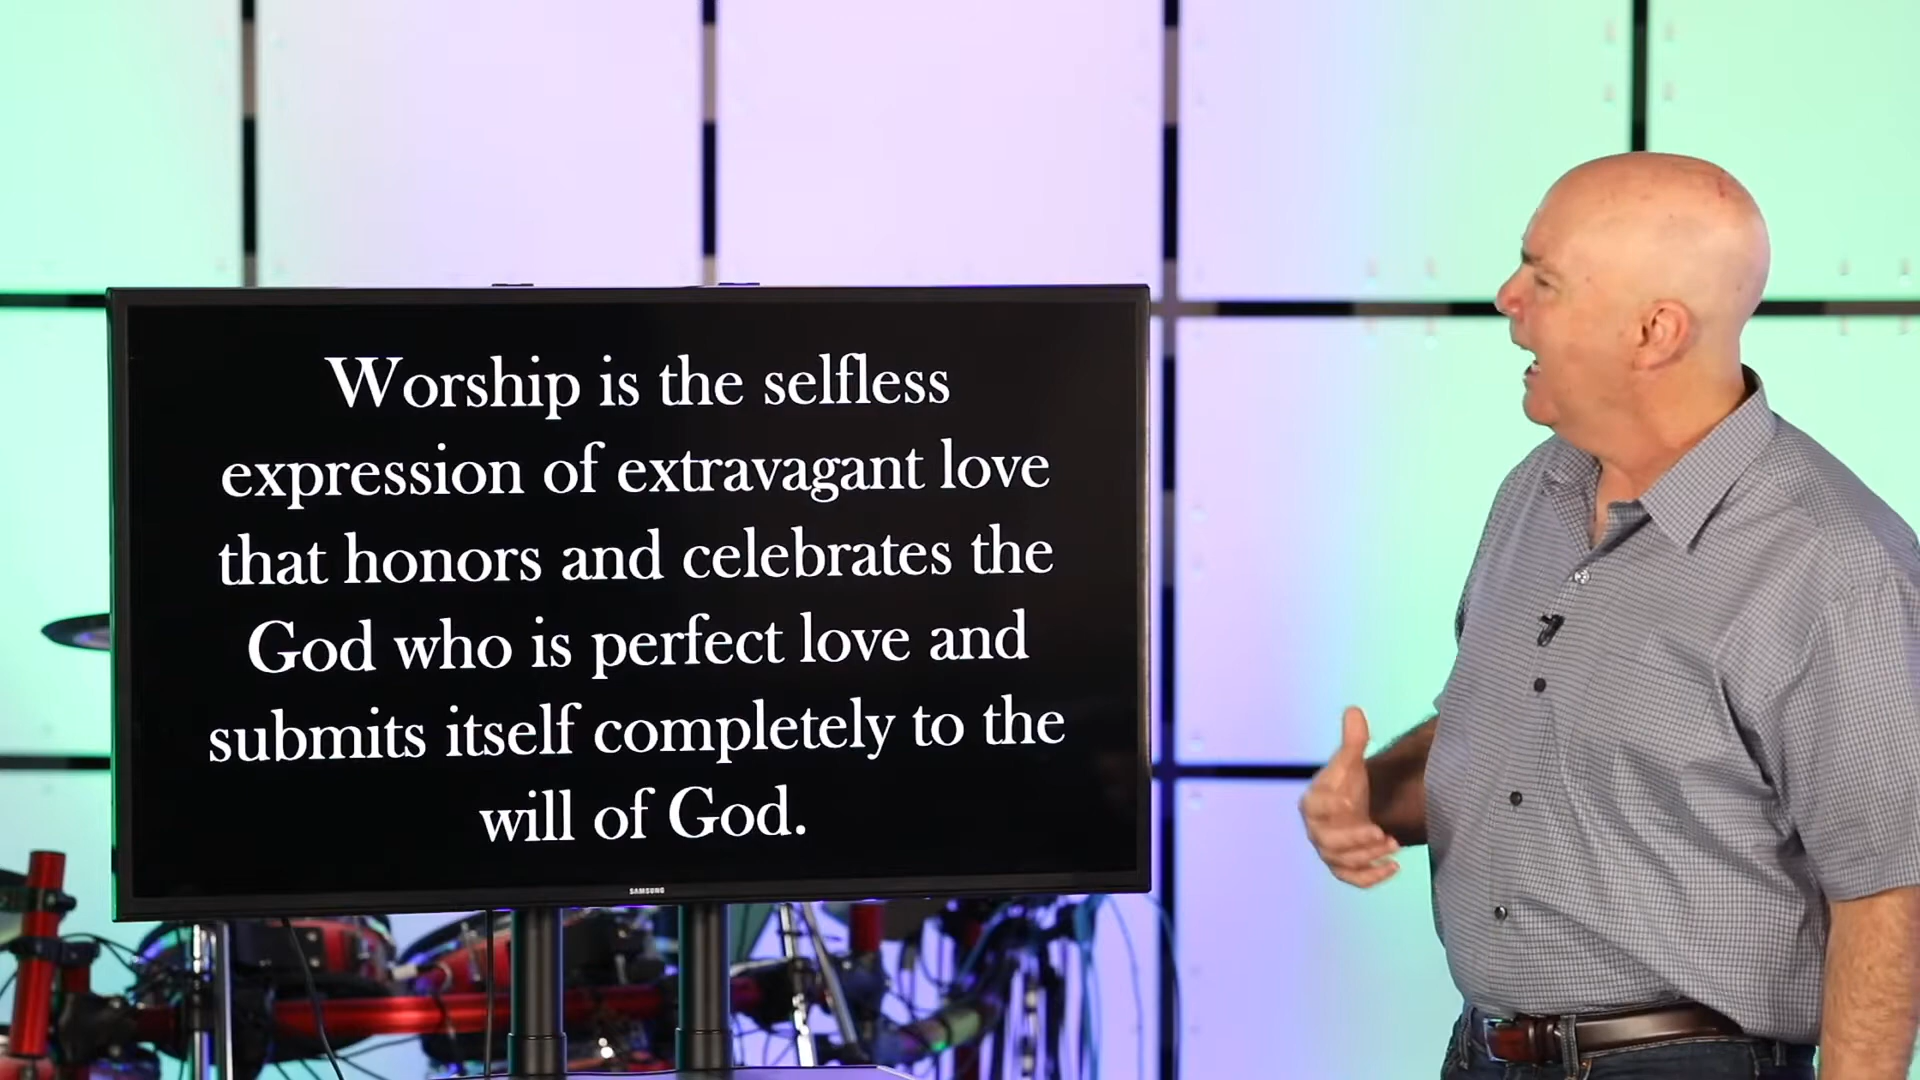 Worship is the selfless
expression of extravagant love
that honors and celebrates the
God who is perfect love and
submits itself completely to the
will of God.
SAMSUNG